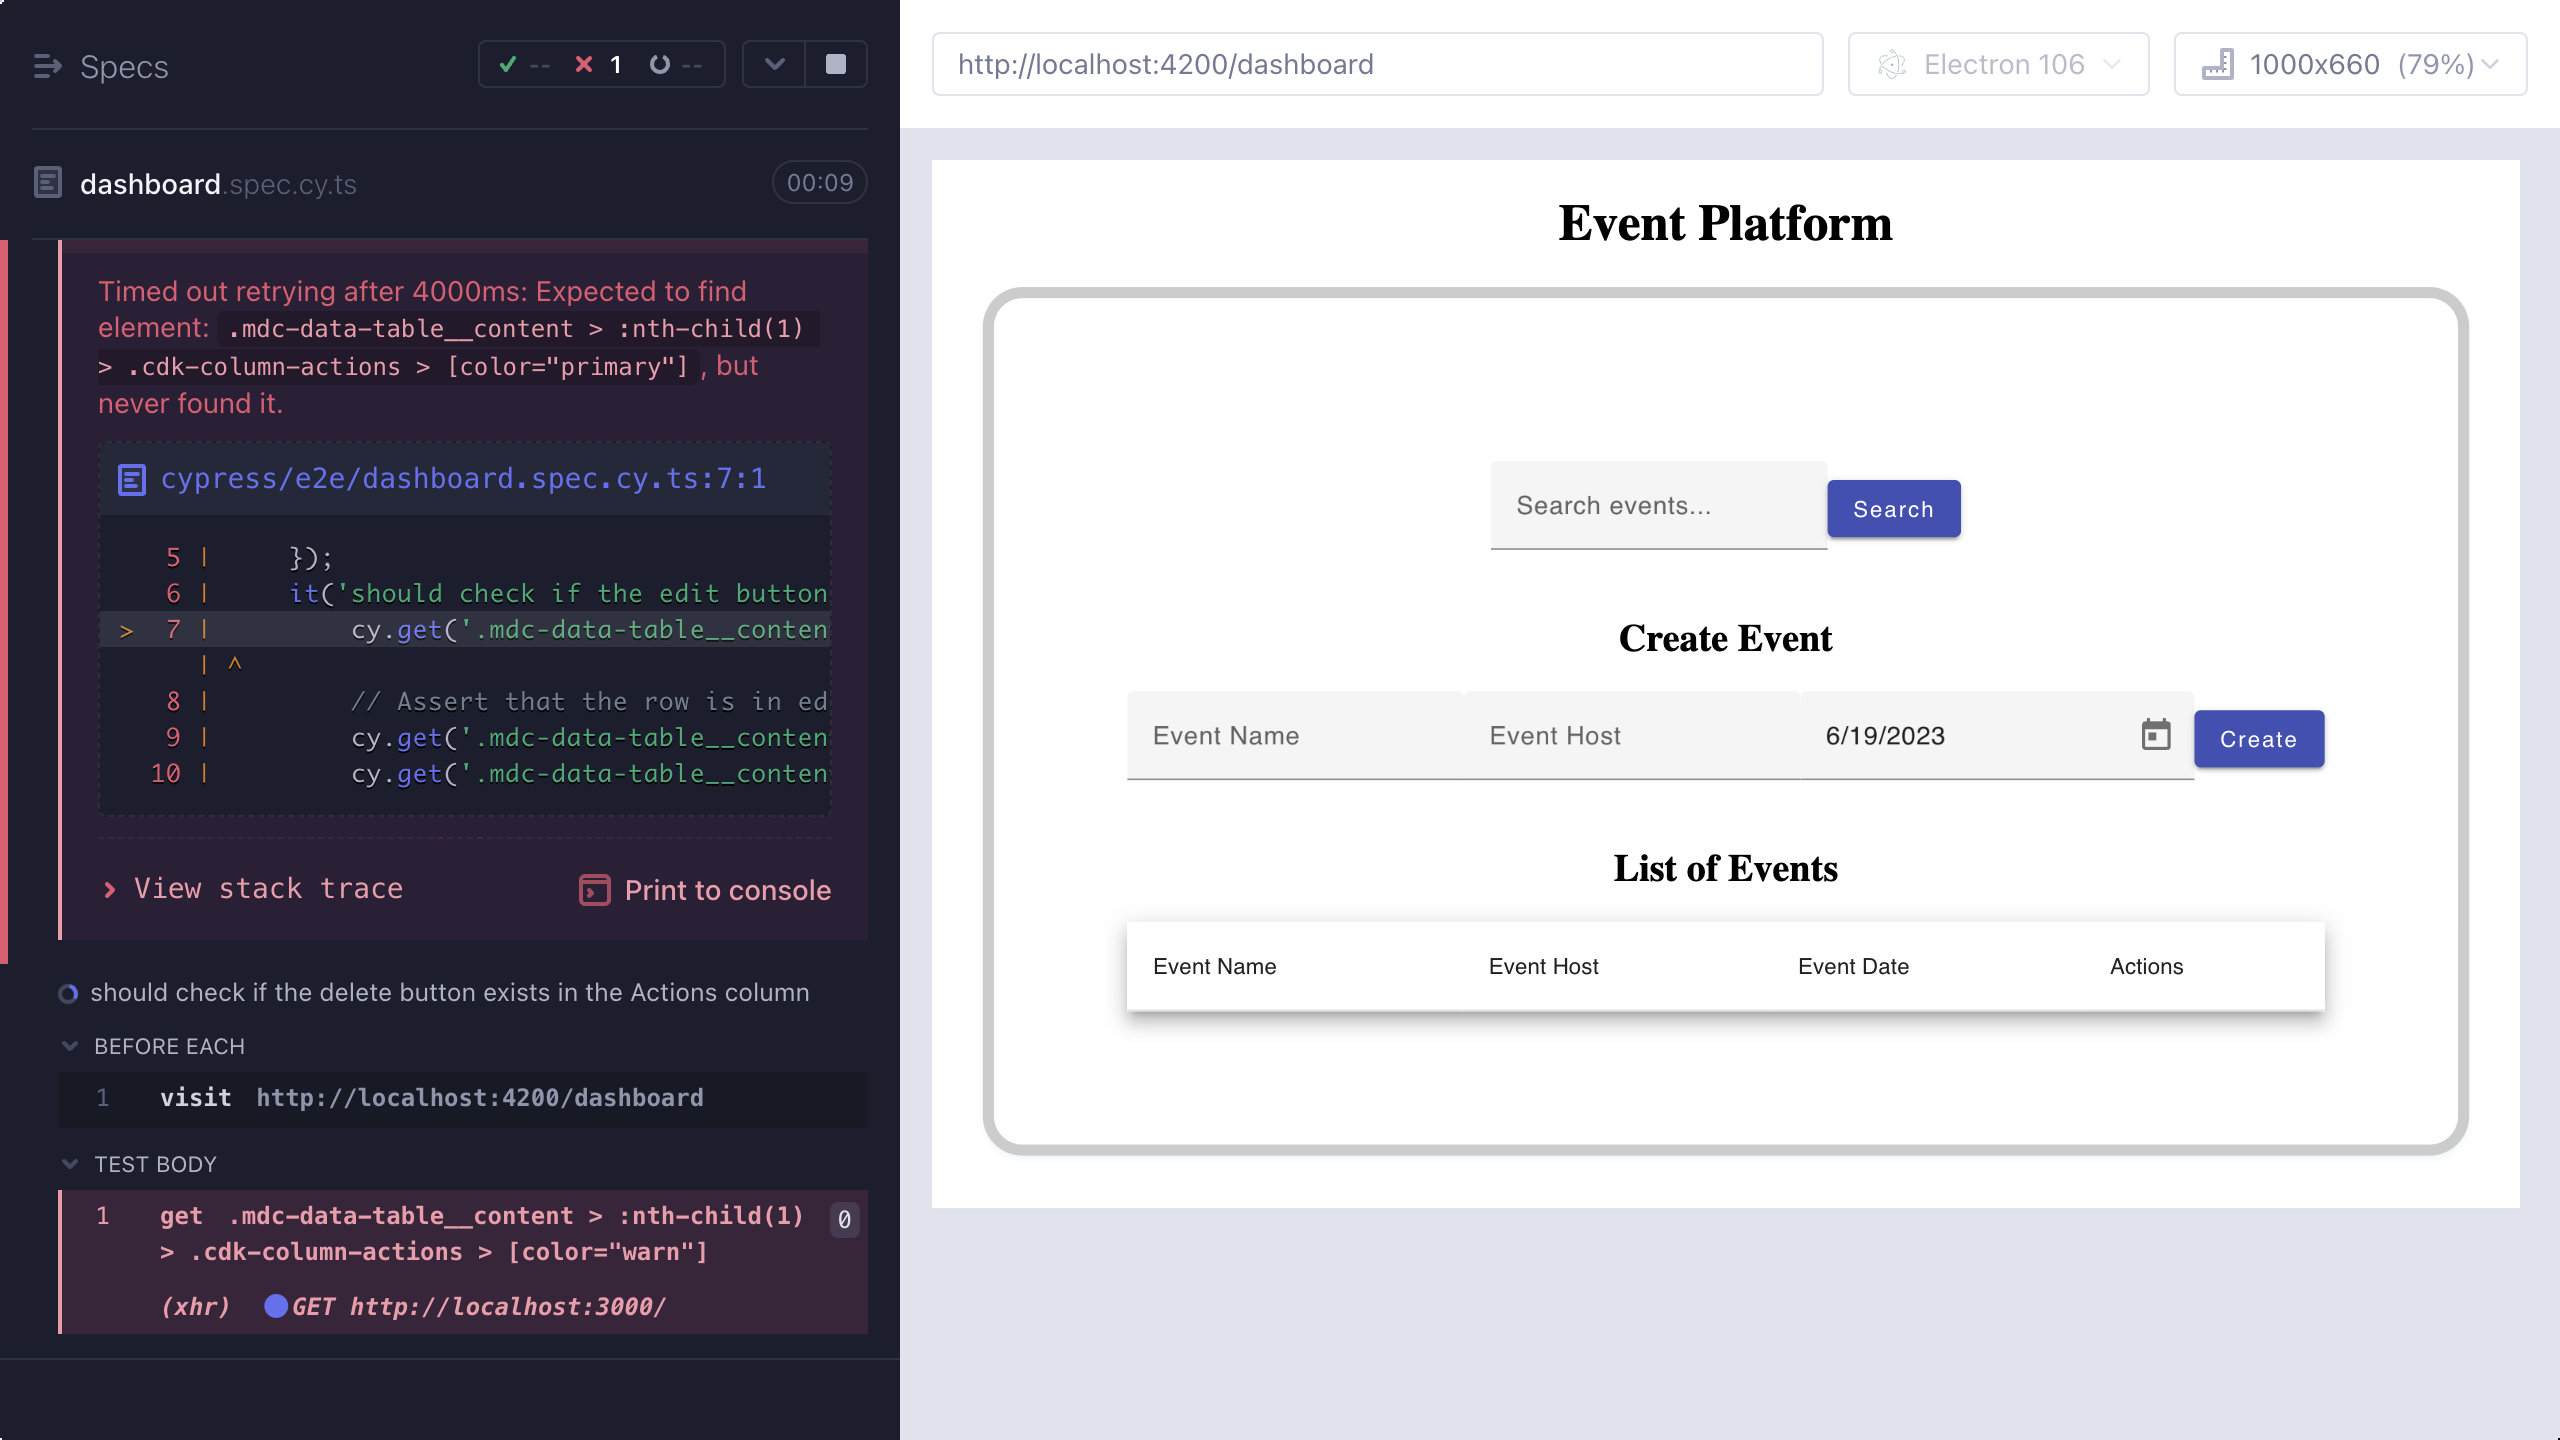 Specs
-- 1 --
dashboard.spec.cy.ts
00:09
Timed out retrying after 4000ms: Expected to find
element: .mdc-data-table__content > :nth-child(1)
> .cdk-column-actions > [color="primary"] , but
never found it.
cypress/e2e/dashboard.spec.cy.ts:7:1
5 | });
6 | it('should check if the edit button
> 7 | cy.get('.mdc-data-table__conten
| ^
8 | // Assert that the row is in ed
9 | cy.get('.mdc-data-table__conten
10 | cy.get('.mdc-data-table__conten
View stack trace
Print to console
should check if the delete button exists in the Actions column
BEFORE EACH
1 visit http://localhost:4200/dashboard
TEST BODY
1 get .mdc-data-table__content > :nth-child(1) 0
> .cdk-column-actions > [color="warn"]
(xhr) GET http://localhost:3000/
http://localhost:4200/dashboard
Electron 106
1000x660 (79%)
Event Platform
Search events...
Search
Create Event
Event Name
Event Host
6/19/2023
Create
List of Events
Event Name
Event Host
Event Date
Actions